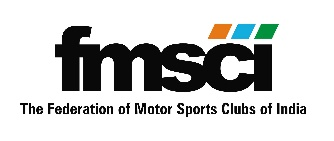 fmsci
The Federation of Motor Sports Clubs of India